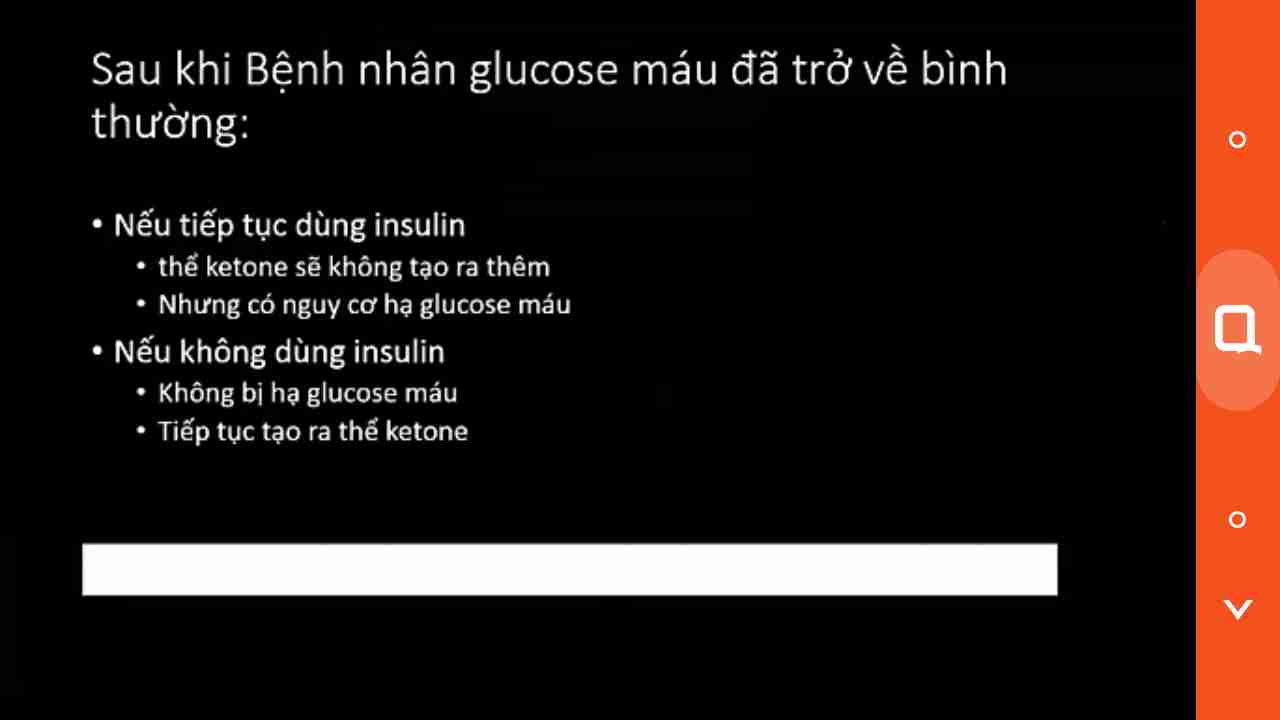 Sau khi Bệnh nhân glucose máu đã trở về bình
thường:
• Nếu tiếp tục dùng insulin
• thể ketone sẽ không tạo ra thêm
• Nhưng có nguy cơ hạ glucose máu
• Nếu không dùng insulin
• Không bị hạ glucose máu
• Tiếp tục tạo ra thể ketone